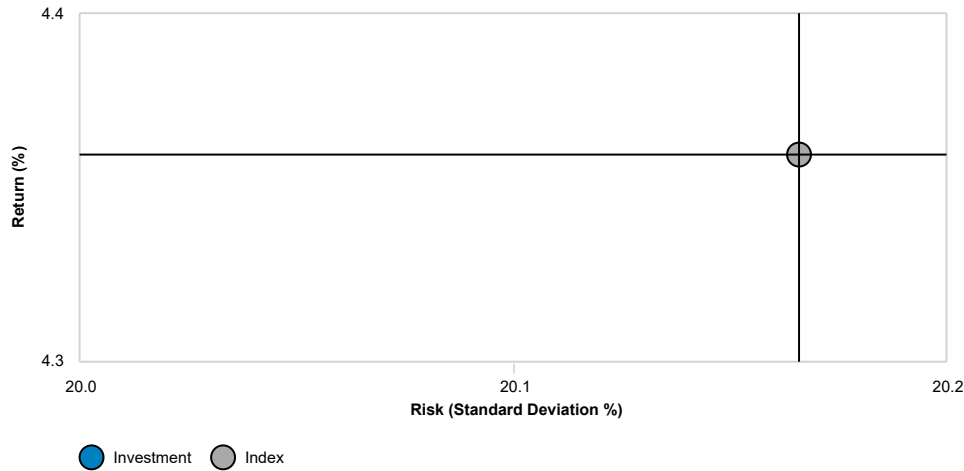 4.4
Return (%)
4.3
20.0 20.1 20.2
Risk (Standard Deviation %)
Investment Index